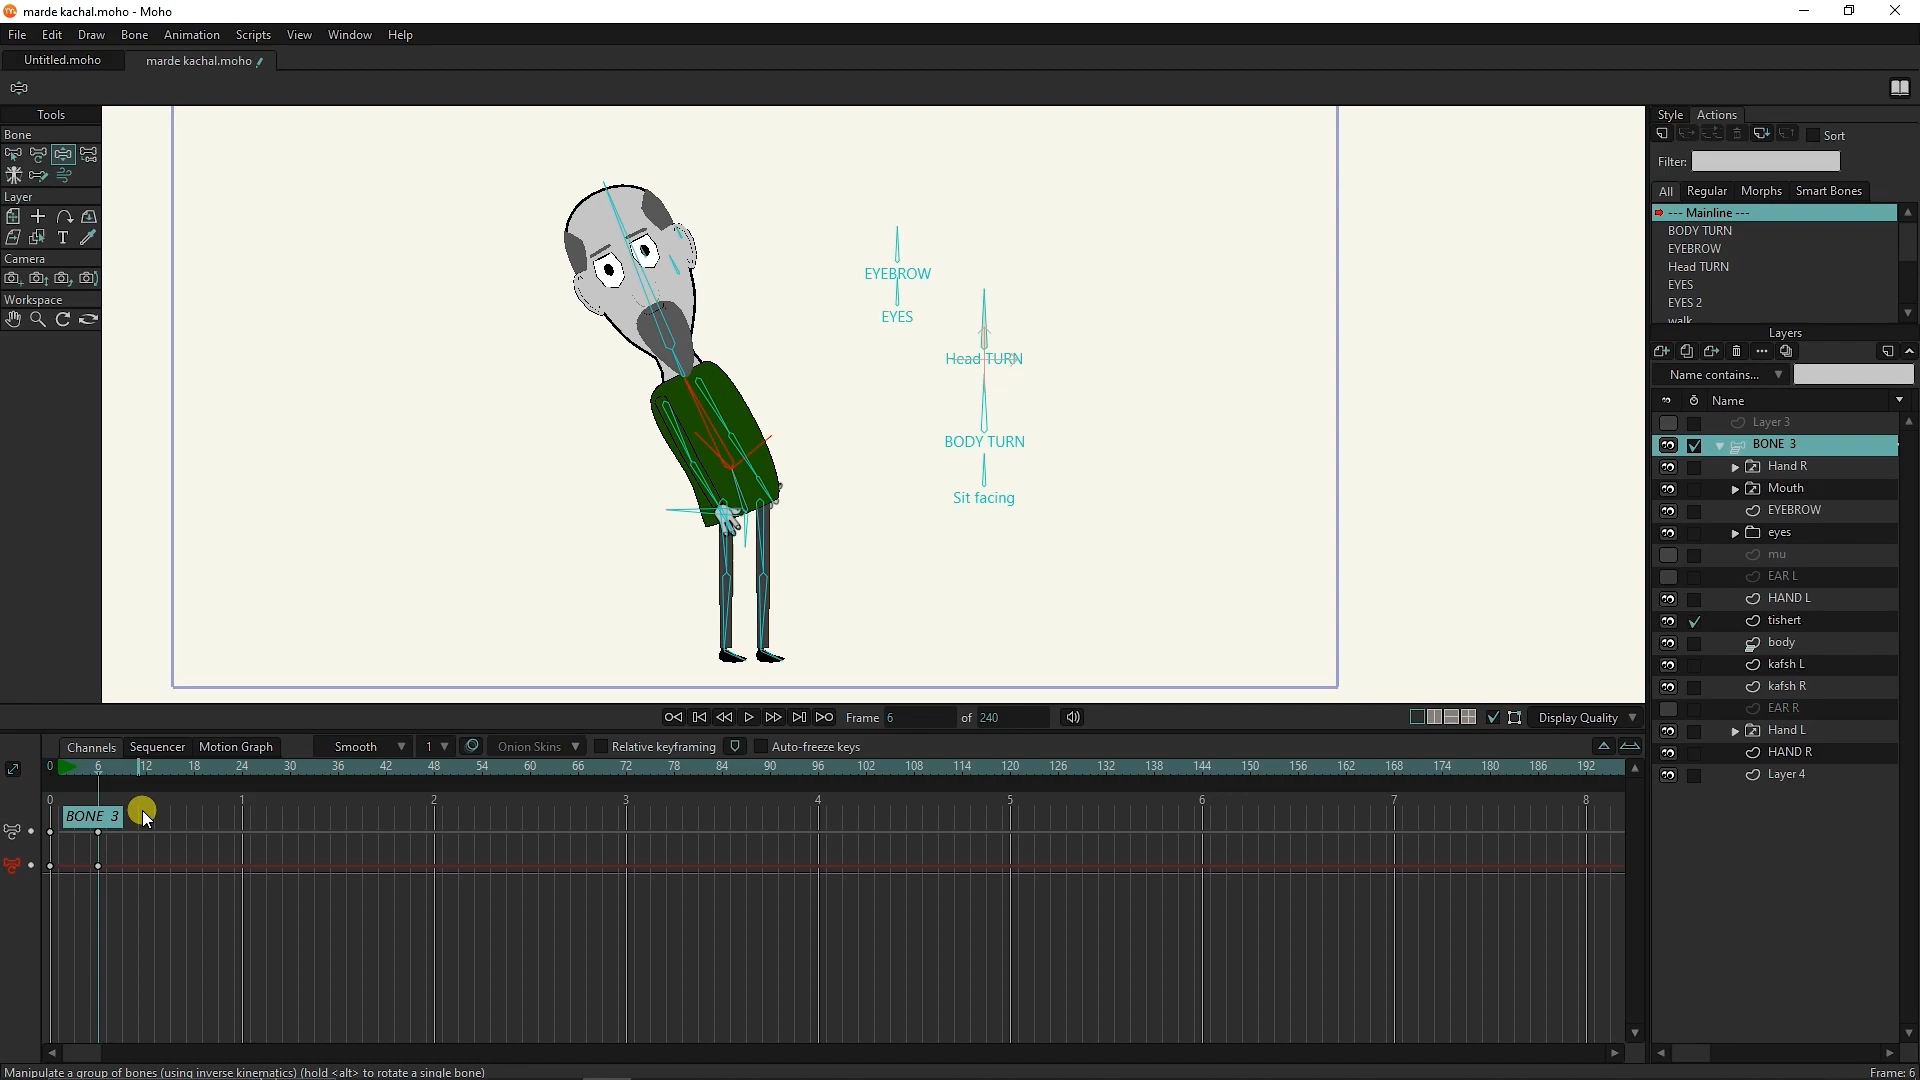 marde kachal.moho - Moho
File Edit Draw Bone Animation Scripts View Window Help
Untitled.moho marde kachal.moho
Tools
Bone
Layer
Camera
Workspace
EYEBROW
EYES
Head TURN
BODY TURN
Sit facing
Style Actions
Sort
Filter:
All Regular Morphs Smart Bones
--- Mainline ---
BODY TURN
EYEBROW
Head TURN
EYES
EYES 2
walk
Layers
Name contains...
Name
Layer 3
BONE 3
Hand R
Mouth
EYEBROW
eyes
mu
EAR L
HAND L
tishert
body
kafsh L
kafsh R
EAR R
Hand L
HAND R
Layer 4
Frame 6 of 240 Display Quality
Channels Sequencer Motion Graph Smooth 1 Onion Skins Relative keyframing Auto-freeze keys
0 6 12 18 24 30 36 42 48 54 60 66 72 78 84 90 96 102 108 114 120 126 132 138 144 150 156 162 168 174 180 186 192
0 1 2 3 4 5 6 7 8
BONE 3
Manipulate a group of bones (using inverse kinematics) (hold <alt> to rotate a single bone) Frame: 6